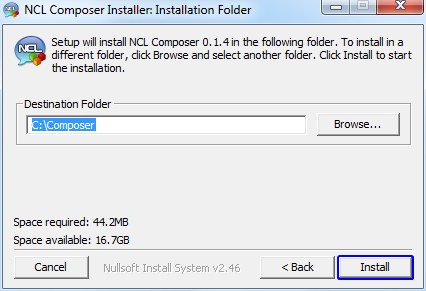 NCL Composer Installer: Installation Folder
NCL
Setup will install NCL Composer 0.1.4 in the following folder. To install in a
different folder, click Browse and select another folder. Click Install to start
the installation.
Destination Folder
C:\Composer
Browse...
Space required: 44.2MB
Space available: 16.7GB
Cancel
Nullsoft Install System v2.46
< Back
Install